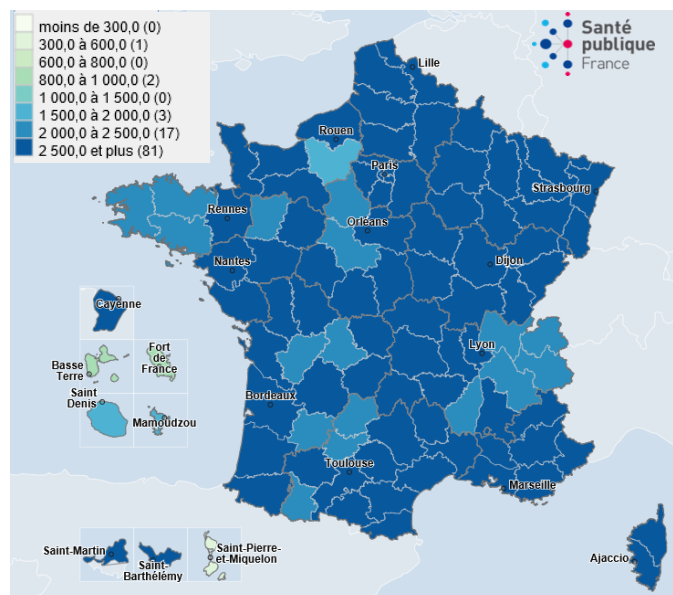 moins de 300,0 (0)
300,0 à 600,0 (1)
600,0 à 800,0 (0)
800,0 à 1 000,0 (2)
1 000,0 à 1 500,0 (0)
1 500,0 à 2 000,0 (3)
2 000,0 à 2 500,0 (17)
2 500,0 et plus (81)
Santé
publique
France
Lille
Rouen
Paris
Strasbourg
Rennes
Orléans
Nantes
Dijon
Cayenne
Lyon
Basse
Terre
Fort
de
France
Saint
Denis
Mamoudzou
Bordeaux
Toulouse
Marseille
Saint-Martin
Saint-
Barthélémy
Saint-Pierre-
et-Miquelon
Ajaccio